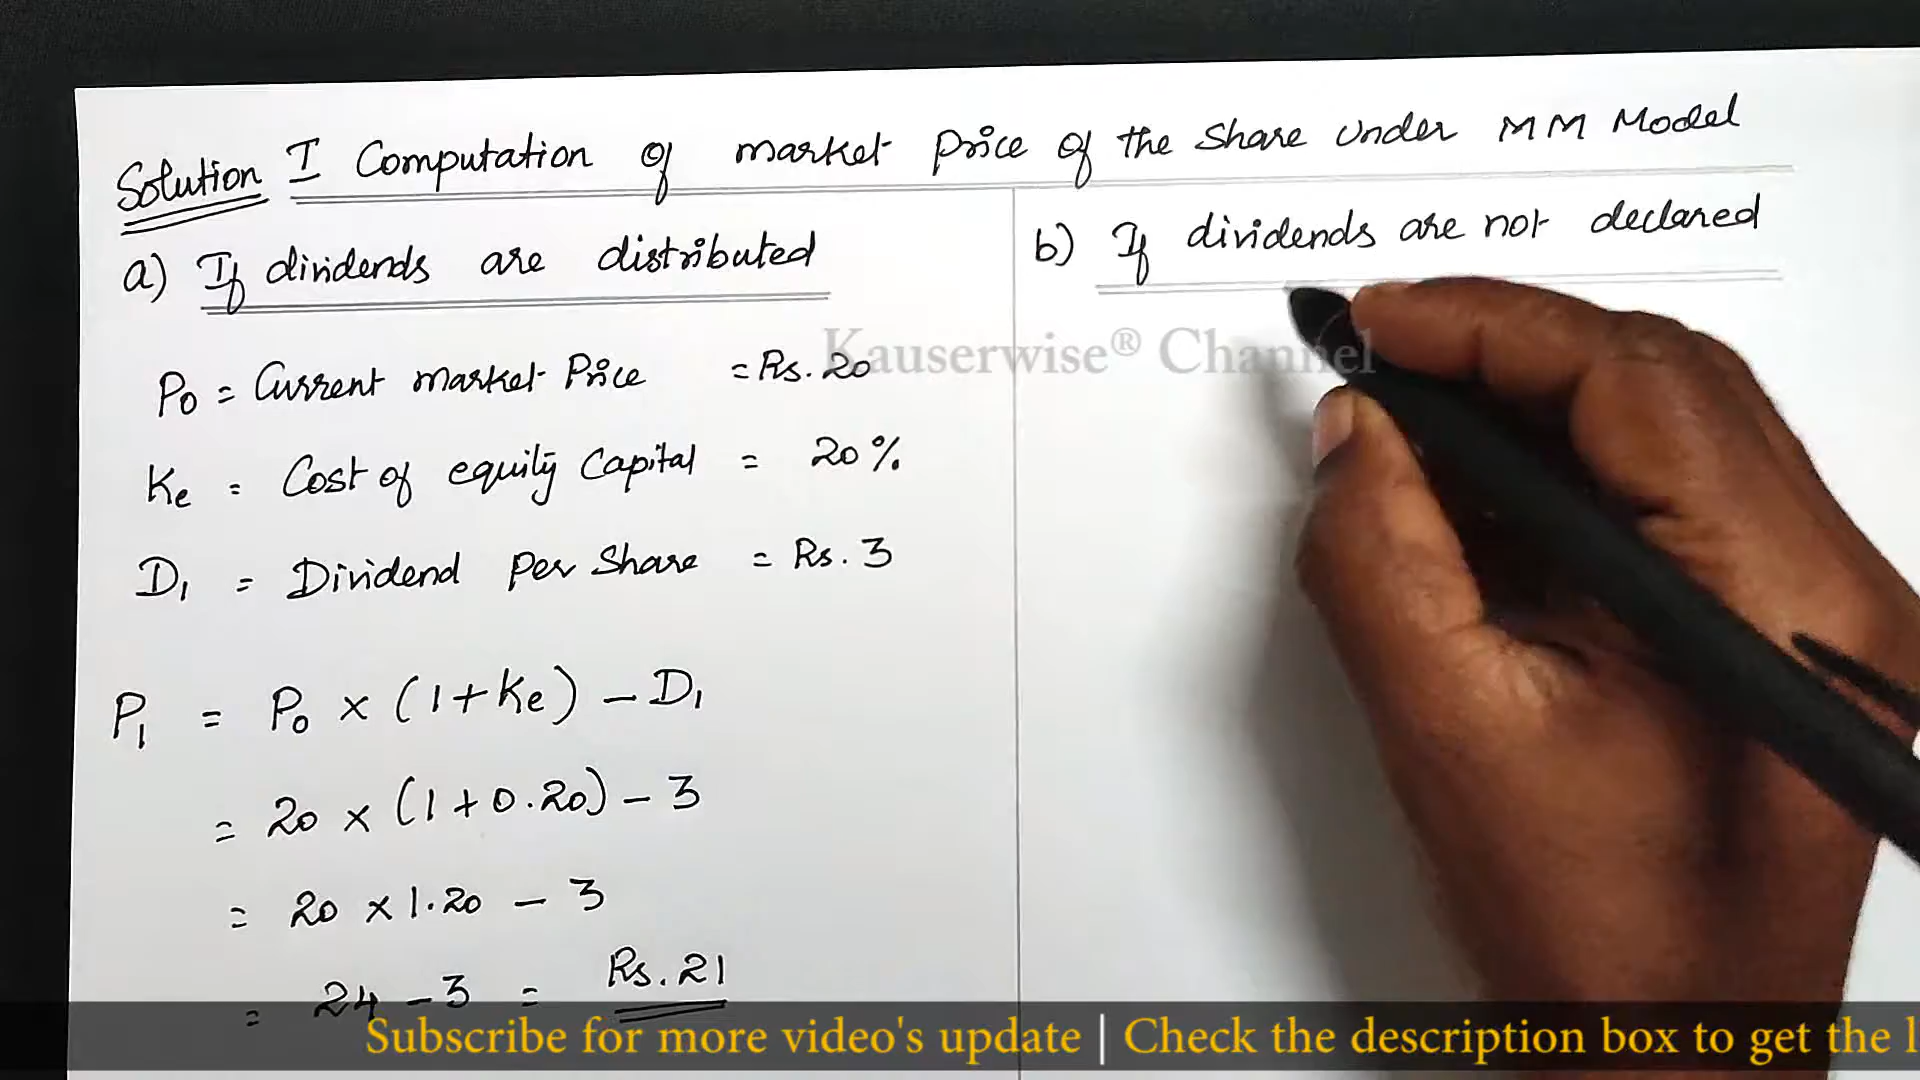 Solution I Computation of market Price of the Share under MM Model
a) If dividends are distributed
P0 = Current market Price = Rs. 20
Ke = Cost of equity Capital = 20%
D1 = Dividend Per Share = Rs. 3
P1 = P0 × (1 + Ke) – D1
= 20 × (1 + 0.20) – 3
= 20 × 1.20 – 3
= 24 – 3 = Rs. 21
b) If dividends are not declared
Kauserwise® Channel
Subscribe for more video's update | Check the description box to get the l